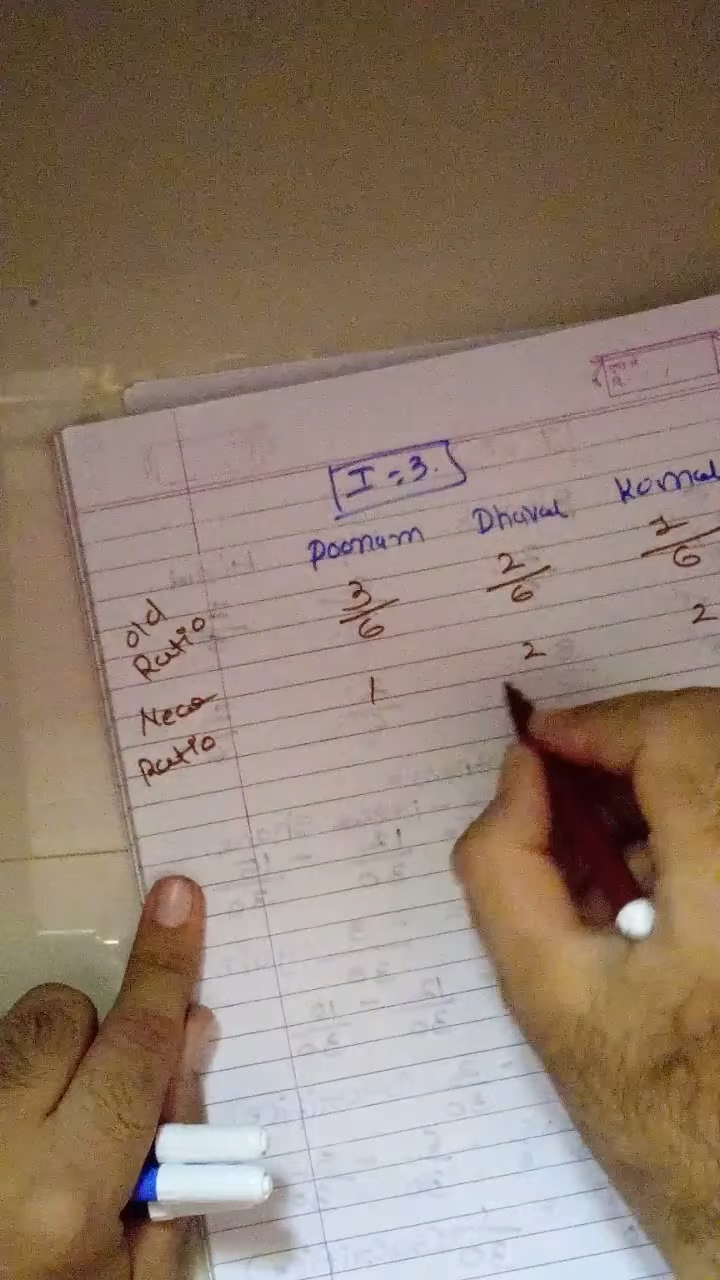 I = 3.
Poonam Dhaval Komal
Old Ratio 3/6 2/6 1/6
New Ratio 1 2 2